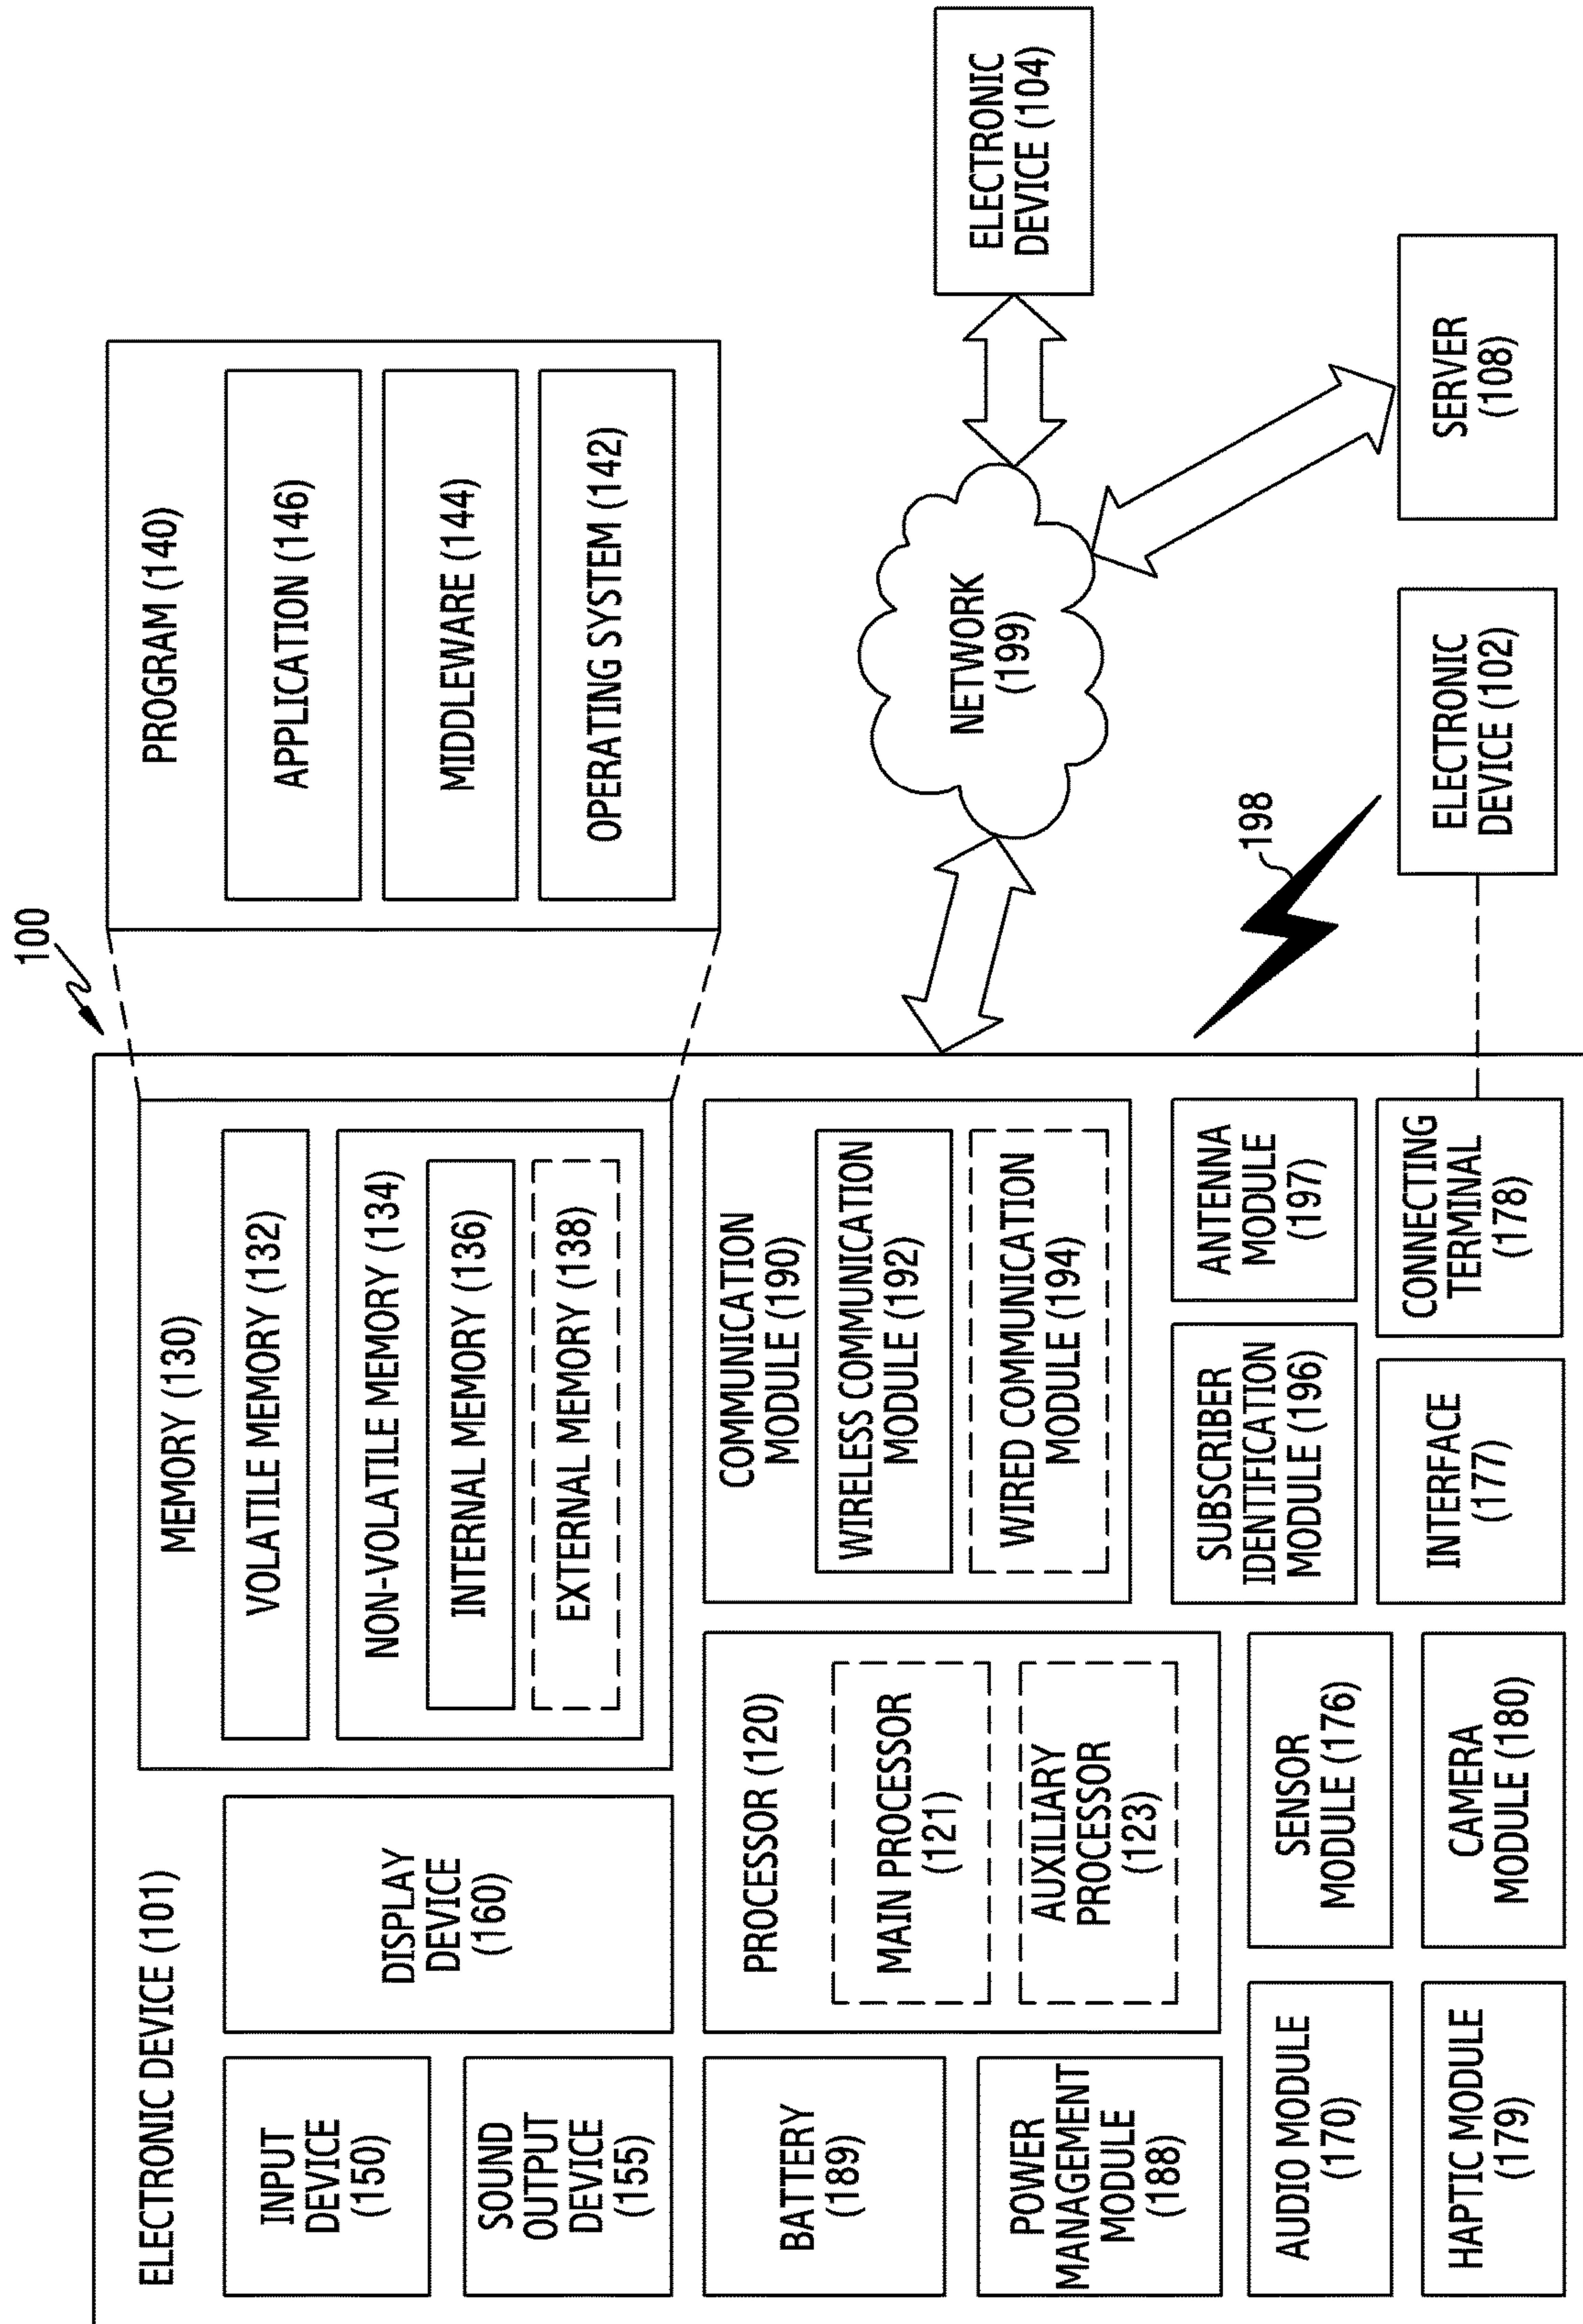 100
ELECTRONIC DEVICE (101)
INPUT
DEVICE
(150)
SOUND
OUTPUT
DEVICE
(155)
DISPLAY
DEVICE
(160)
MEMORY (130)
VOLATILE MEMORY (132)
NON-VOLATILE MEMORY (134)
INTERNAL MEMORY (136)
EXTERNAL MEMORY (138)
PROGRAM (140)
APPLICATION (146)
MIDDLEWARE (144)
OPERATING SYSTEM (142)
BATTERY
(189)
POWER
MANAGEMENT
MODULE
(188)
PROCESSOR (120)
MAIN PROCESSOR
(121)
AUXILIARY
PROCESSOR
(123)
COMMUNICATION
MODULE (190)
WIRELESS COMMUNICATION
MODULE (192)
WIRED COMMUNICATION
MODULE (194)
NETWORK
(199)
ELECTRONIC
DEVICE (104)
AUDIO MODULE
(170)
HAPTIC MODULE
(179)
SENSOR
MODULE (176)
CAMERA
MODULE (180)
SUBSCRIBER
IDENTIFICATION
MODULE (196)
ANTENNA
MODULE
(197)
INTERFACE
(177)
CONNECTING
TERMINAL
(178)
198
ELECTRONIC
DEVICE (102)
SERVER
(108)